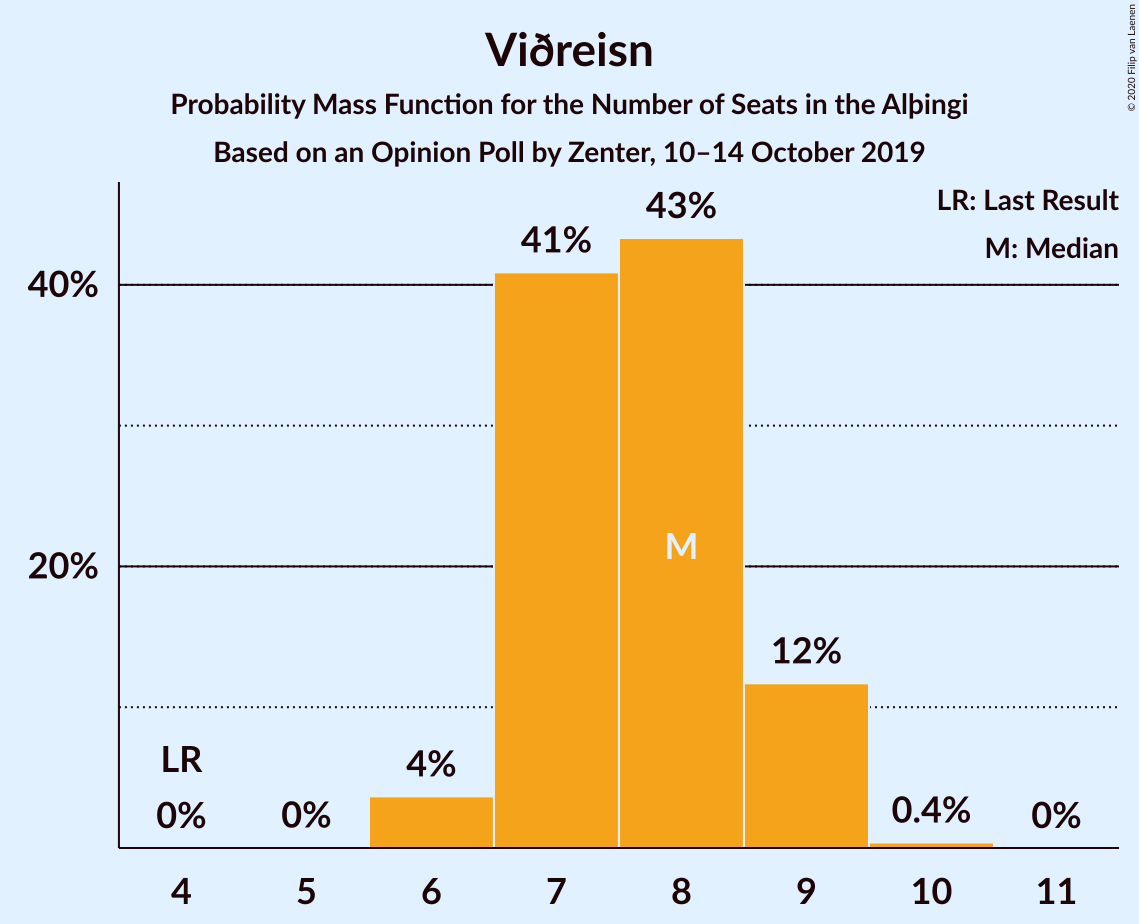 Viðreisn
Probability Mass Function for the Number of Seats in the Alþingi
Based on an Opinion Poll by Zenter, 10–14 October 2019
© 2020 Filip van Laenen
LR: Last Result
M: Median
43%
41%
40%
M
20%
12%
LR
4%
0%
0%
0.4%
0%
4
5
6
7
8
9
10
11